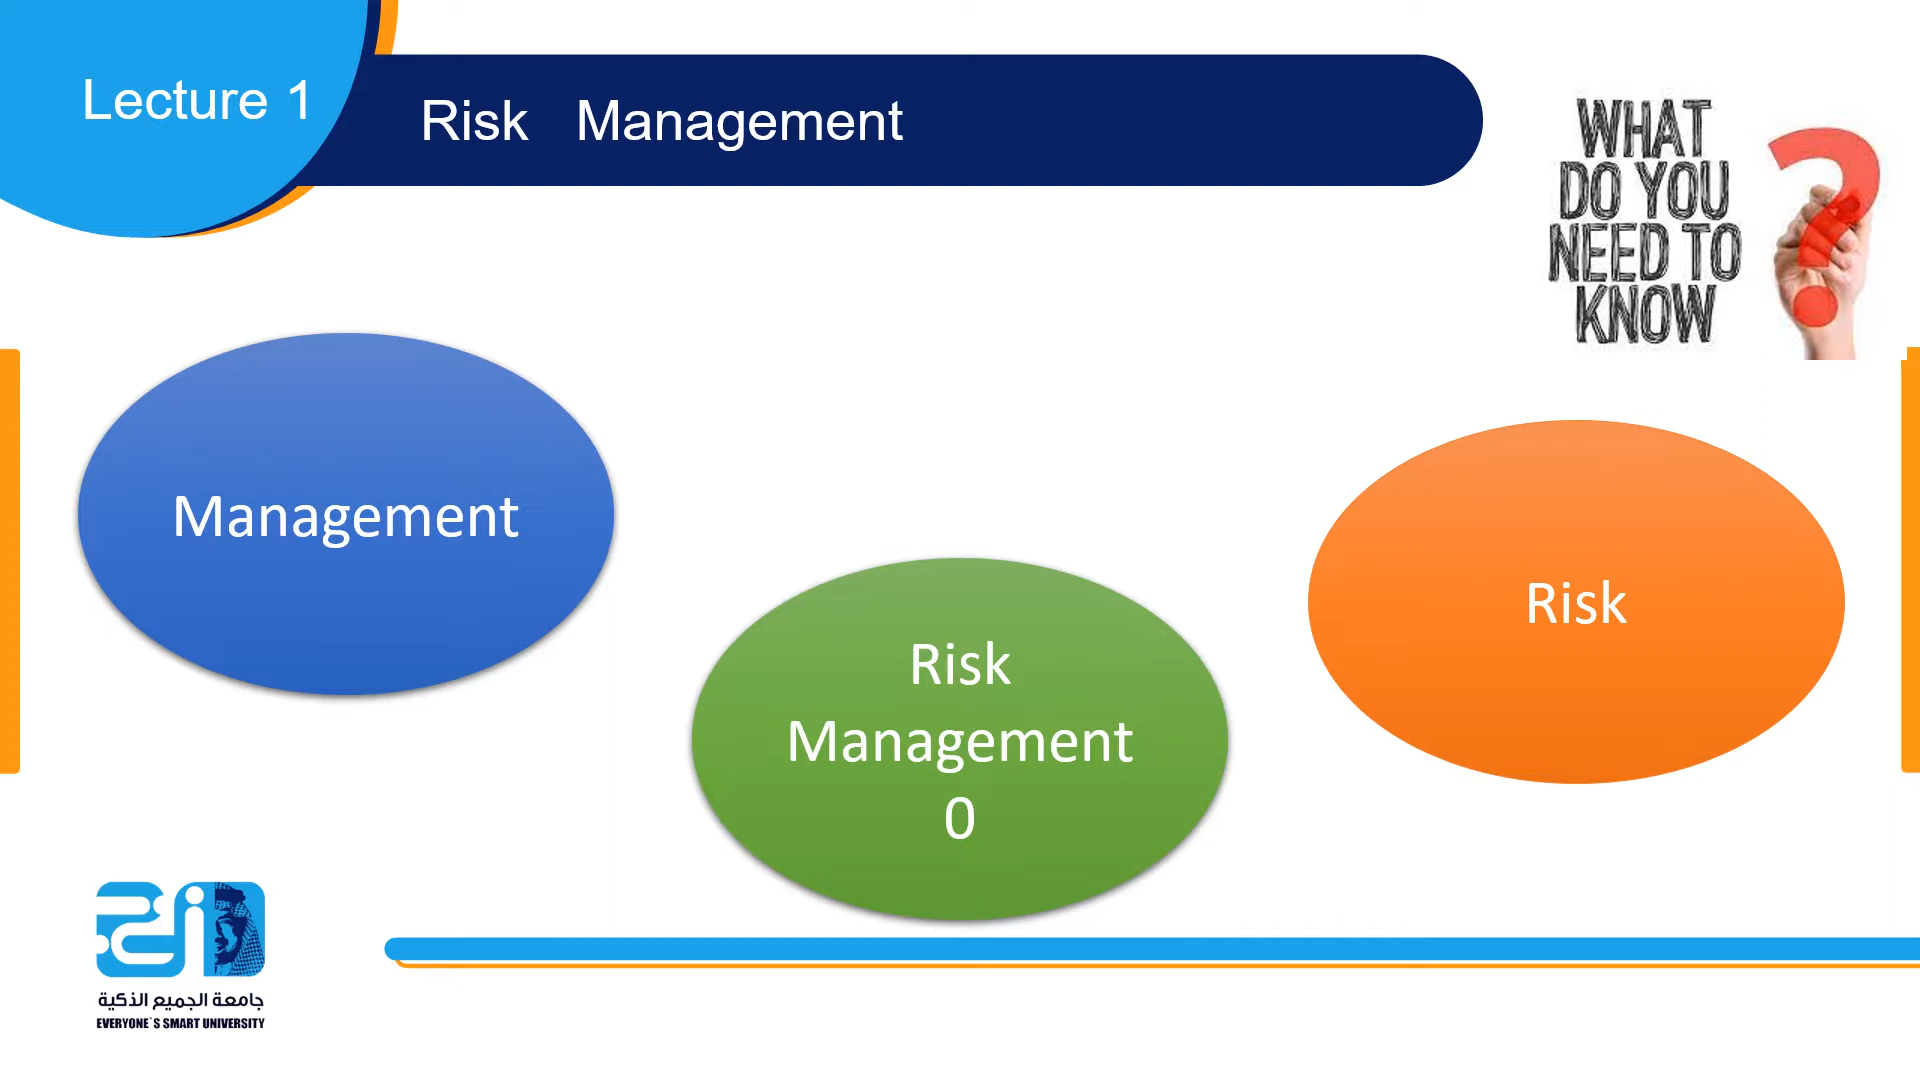 Lecture 1
Risk Management
WHAT
DO YOU
NEED TO
KNOW
?
Management
Risk
Risk
Management
0
جامعة الجميع الذكية
EVERYONE`S SMART UNIVERSITY